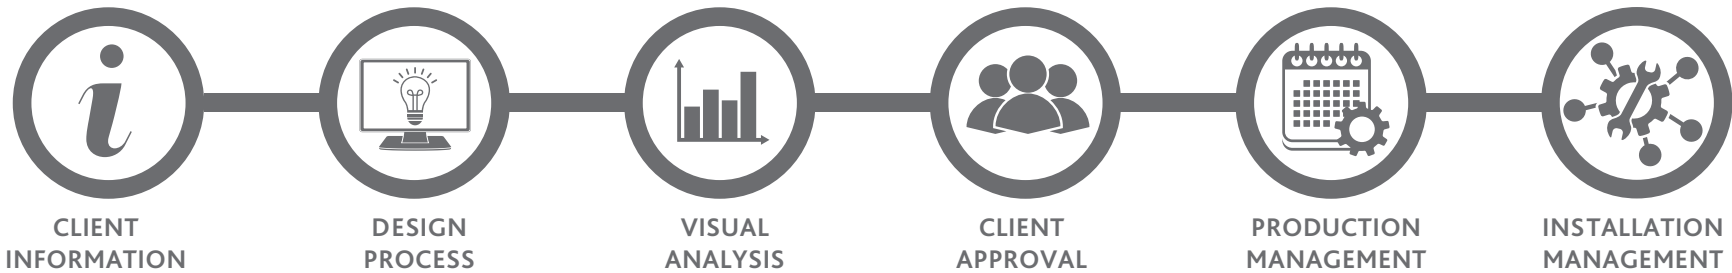 CLIENT
INFORMATION
DESIGN
PROCESS
VISUAL
ANALYSIS
CLIENT
APPROVAL
PRODUCTION
MANAGEMENT
INSTALLATION
MANAGEMENT